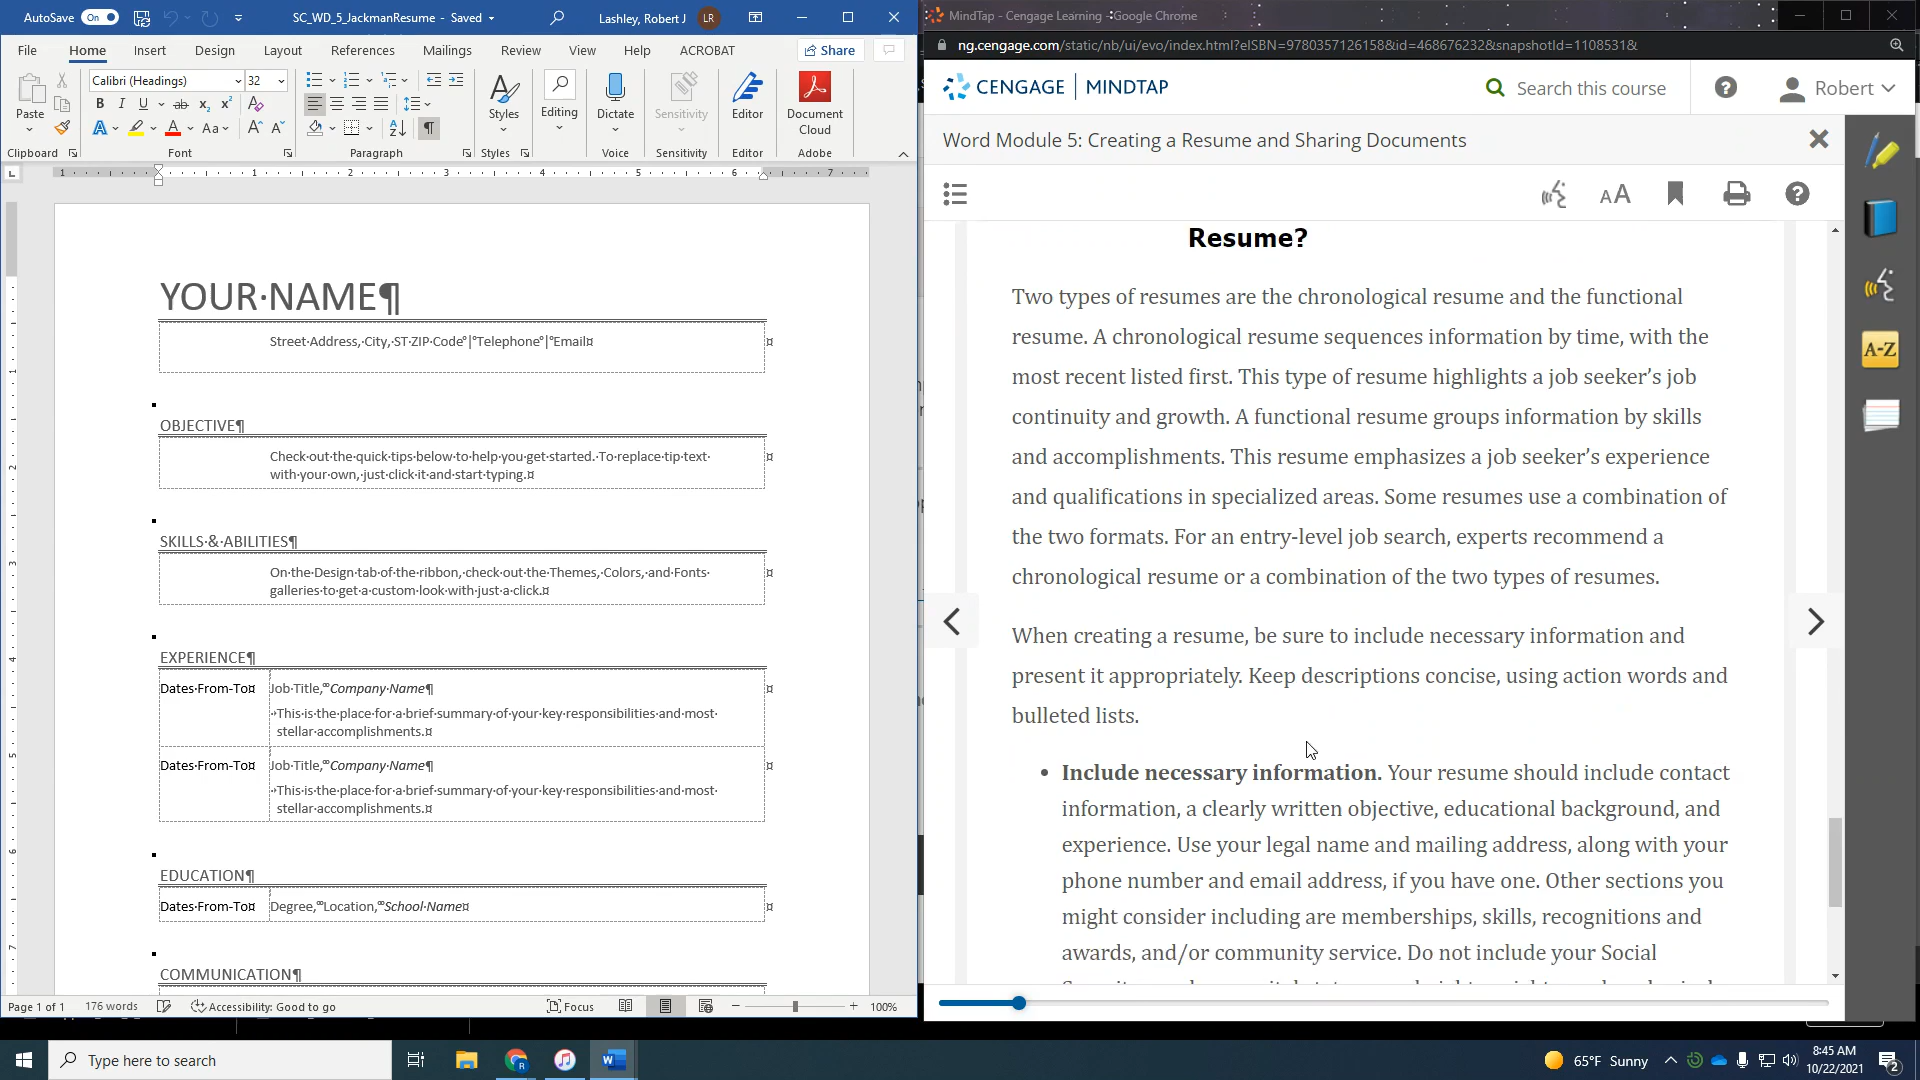 AutoSave On SC_WD_5_JackmanResume - Saved Lashley, Robert J LR
File Home Insert Design Layout References Mailings Review View Help ACROBAT Share
Calibri (Headings) 32
Paste Styles Editing Dictate Sensitivity Editor Document Cloud
Clipboard Font Paragraph Styles Voice Sensitivity Editor Adobe
YOUR·NAME¶
Street·Address,·City,·ST·ZIP·Code°|°Telephone°|°Email¤
OBJECTIVE¶
Check·out·the·quick·tips·below·to·help·you·get·started.·To·replace·tip·text·
with·your·own,·just·click·it·and·start·typing.¤
SKILLS·&·ABILITIES¶
On·the·Design·tab·of·the·ribbon,·check·out·the·Themes,·Colors,·and·Fonts·
galleries·to·get·a·custom·look·with·just·a·click.¤
EXPERIENCE¶
Dates·From-To¤ Job·Title,°°Company·Name¶
This·is·the·place·for·a·brief·summary·of·your·key·responsibilities·and·most·
stellar·accomplishments.¤
Dates·From-To¤ Job·Title,°°Company·Name¶
This·is·the·place·for·a·brief·summary·of·your·key·responsibilities·and·most·
stellar·accomplishments.¤
EDUCATION¶
Dates·From-To¤ Degree,°°Location,°°School·Name¤
COMMUNICATION¶
Page 1 of 1 176 words Accessibility: Good to go Focus 100%
MindTap - Cengage Learning - Google Chrome
ng.cengage.com/static/nb/ui/evo/index.html?eISBN=9780357126158&id=468676232&snapshotId=1108531&
CENGAGE | MINDTAP Search this course Robert
Word Module 5: Creating a Resume and Sharing Documents
AA
A-Z
Resume?
Two types of resumes are the chronological resume and the functional
resume. A chronological resume sequences information by time, with the
most recent listed first. This type of resume highlights a job seeker's job
continuity and growth. A functional resume groups information by skills
and accomplishments. This resume emphasizes a job seeker's experience
and qualifications in specialized areas. Some resumes use a combination of
the two formats. For an entry-level job search, experts recommend a
chronological resume or a combination of the two types of resumes.
When creating a resume, be sure to include necessary information and
present it appropriately. Keep descriptions concise, using action words and
bulleted lists.
• Include necessary information. Your resume should include contact
information, a clearly written objective, educational background, and
experience. Use your legal name and mailing address, along with your
phone number and email address, if you have one. Other sections you
might consider including are memberships, skills, recognitions and
awards, and/or community service. Do not include your Social
Type here to search 65°F Sunny 8:45 AM
10/22/2021 2